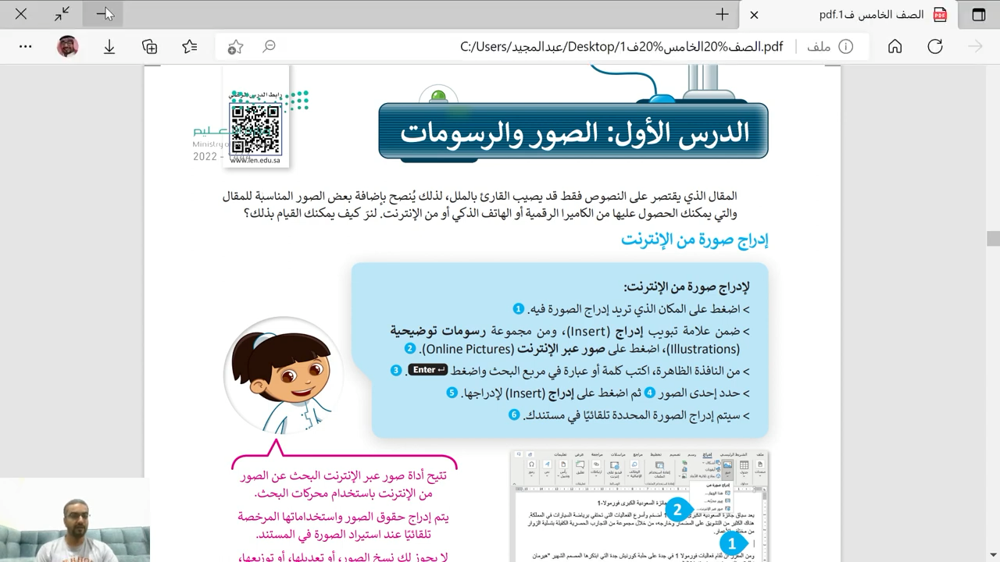 الصف الخامس ف1.pdf
ملف
C:/Users/عبدالمجيد/Desktop/الصف%20الخامس%20ف1.pdf
رابط الدرس الرقمي
www.ien.edu.sa
2022 - 1444
الدرس الأول: الصور والرسومات
المقال الذي يقتصر على النصوص فقط قد يصيب القارئ بالملل، لذلك يُنصح بإضافة بعض الصور المناسبة للمقال
والتي يمكنك الحصول عليها من الكاميرا الرقمية أو الهاتف الذكي أو من الإنترنت. لنرَ كيف يمكنك القيام بذلك؟
إدراج صورة من الإنترنت
لإدراج صورة من الإنترنت:
> اضغط على المكان الذي تريد إدراج الصورة فيه. 1
> ضمن علامة تبويب إدراج (Insert)، ومن مجموعة رسومات توضيحية
(Illustrations)، اضغط على صور عبر الإنترنت (Online Pictures). 2
> من النافذة الظاهرة، اكتب كلمة أو عبارة في مربع البحث واضغط Enter ↵. 3
> حدد إحدى الصور 4 ثم اضغط على إدراج (Insert) لإدراجها. 5
> سيتم إدراج الصورة المحددة تلقائيًا في مستندك. 6
تتيح أداة صور عبر الإنترنت البحث عن الصور
من الإنترنت باستخدام محركات البحث.
يتم إدراج حقوق الصور واستخداماتها المرخصة
تلقائيًا عند استيراد الصورة في المستند.
لا يجوز لك نسخ الصور، أو تعديلها، أو توزيعها،
جائزة السعودية الكبرى فورمولا-1
2
1